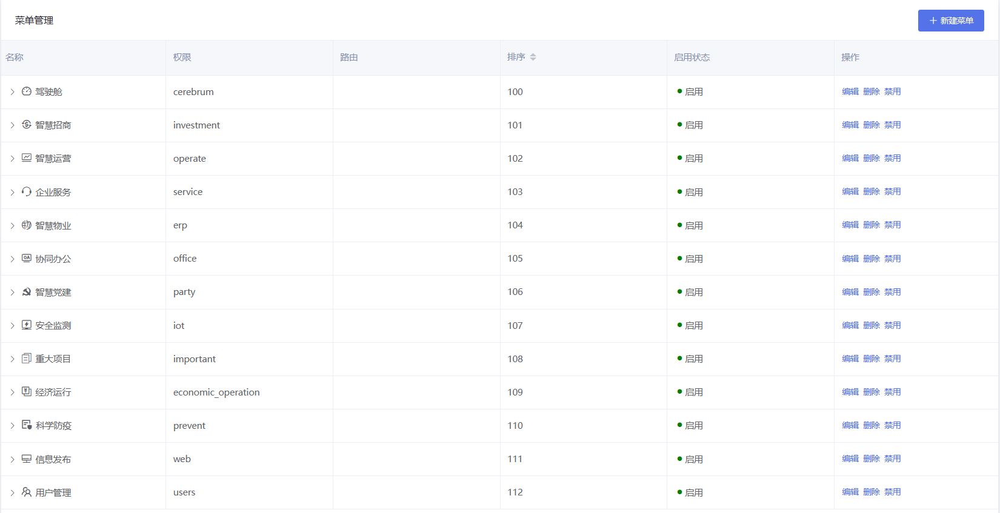 菜单管理
新建菜单
名称 权限 路由 排序 启用状态 操作
驾驶舱 cerebrum 100 启用 编辑 删除 禁用
智慧招商 investment 101 启用 编辑 删除 禁用
智慧运营 operate 102 启用 编辑 删除 禁用
企业服务 service 103 启用 编辑 删除 禁用
智慧物业 erp 104 启用 编辑 删除 禁用
OA 协同办公 office 105 启用 编辑 删除 禁用
智慧党建 party 106 启用 编辑 删除 禁用
安全监测 iot 107 启用 编辑 删除 禁用
重大项目 important 108 启用 编辑 删除 禁用
经济运行 economic_operation 109 启用 编辑 删除 禁用
科学防疫 prevent 110 启用 编辑 删除 禁用
信息发布 web 111 启用 编辑 删除 禁用
用户管理 users 112 启用 编辑 删除 禁用